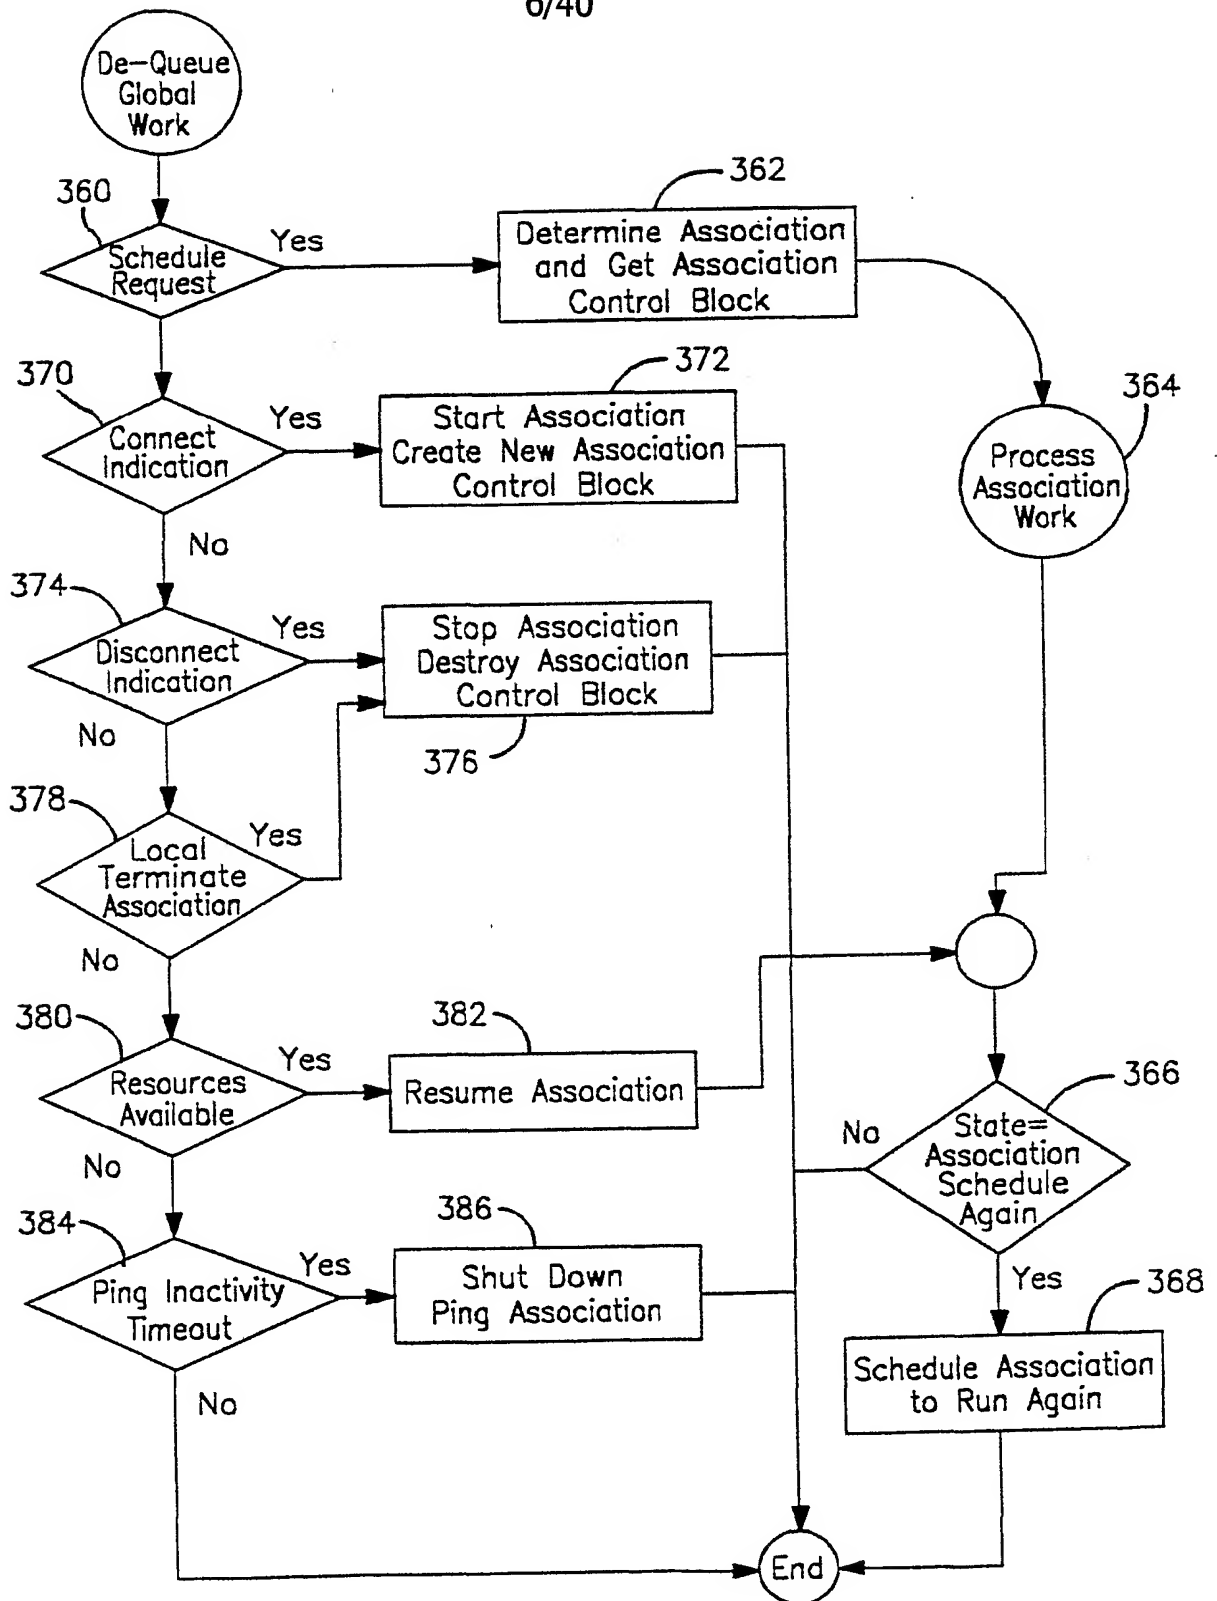 6/40
De-Queue
Global
Work
360
Schedule
Request
Yes
362
Determine Association
and Get Association
Control Block
364
Process
Association
Work
370
Connect
Indication
Yes
No
372
Start Association
Create New Association
Control Block
374
Disconnect
Indication
Yes
No
Stop Association
Destroy Association
Control Block
376
378
Local
Terminate
Association
Yes
No
380
Resources
Available
Yes
No
382
Resume Association
366
State=
Association
Schedule
Again
No
Yes
384
Ping Inactivity
Timeout
Yes
No
386
Shut Down
Ping Association
368
Schedule Association
to Run Again
End